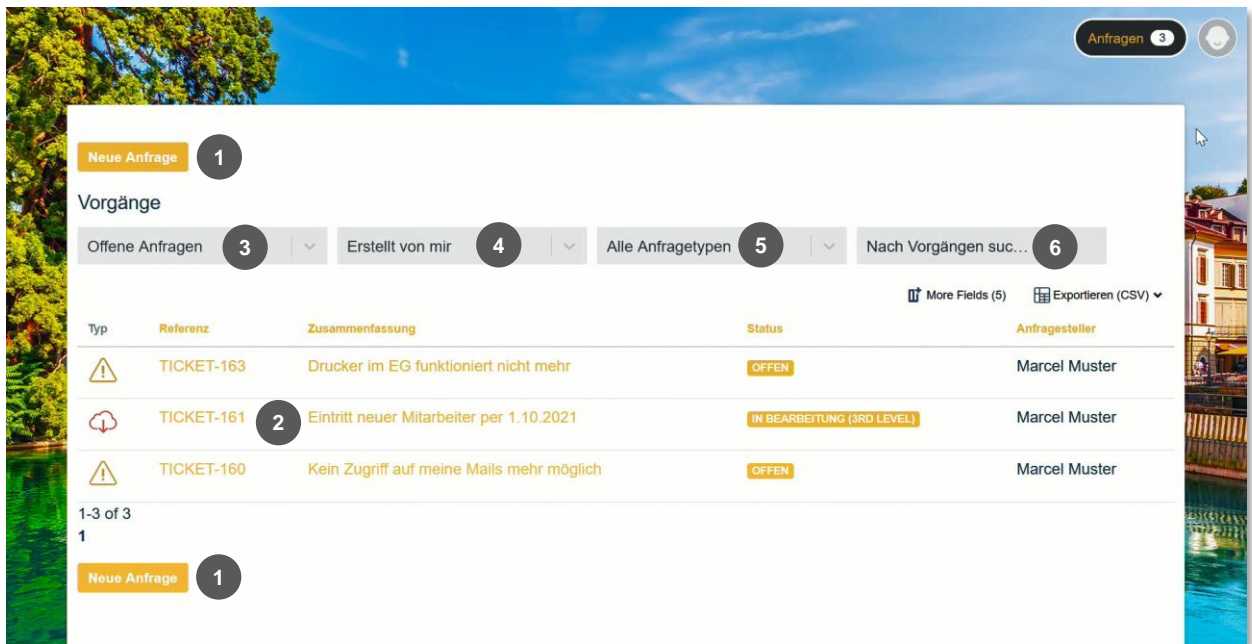 Anfragen 3
Neue Anfrage 1
Vorgänge
Offene Anfragen 3 Erstellt von mir 4 Alle Anfragetypen 5 Nach Vorgängen suc... 6
More Fields (5) Exportieren (CSV)
Typ Referenz Zusammenfassung Status Anfragesteller
TICKET-163 Drucker im EG funktioniert nicht mehr OFFEN Marcel Muster
TICKET-161 2 Eintritt neuer Mitarbeiter per 1.10.2021 IN BEARBEITUNG (3RD LEVEL) Marcel Muster
TICKET-160 Kein Zugriff auf meine Mails mehr möglich OFFEN Marcel Muster
1-3 of 3
1
Neue Anfrage 1